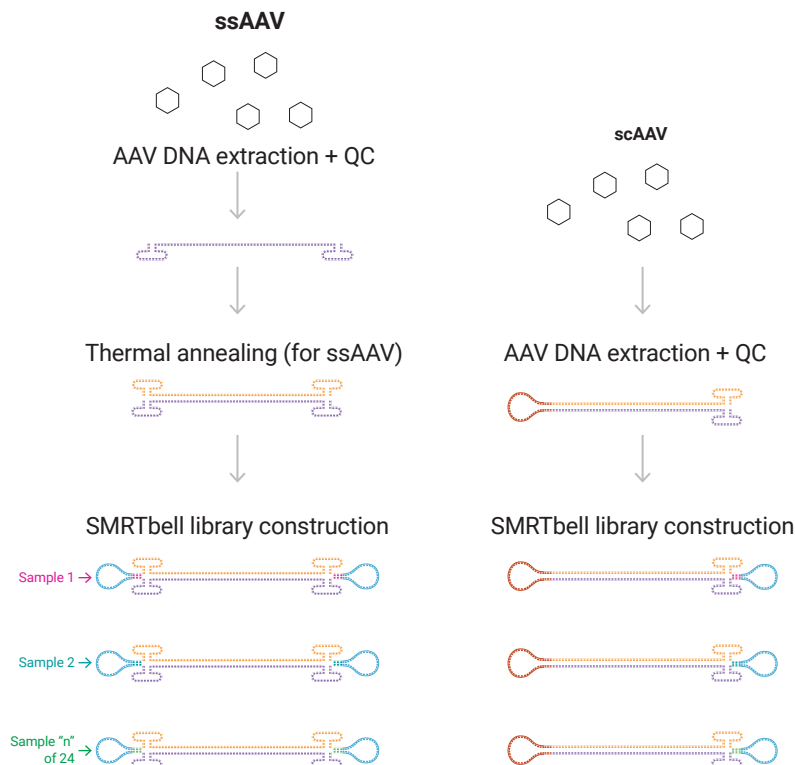 ssAAV
AAV DNA extraction + QC
Thermal annealing (for ssAAV)
SMRTbell library construction
Sample 1
Sample 2
Sample "n"
of 24
scAAV
AAV DNA extraction + QC
SMRTbell library construction